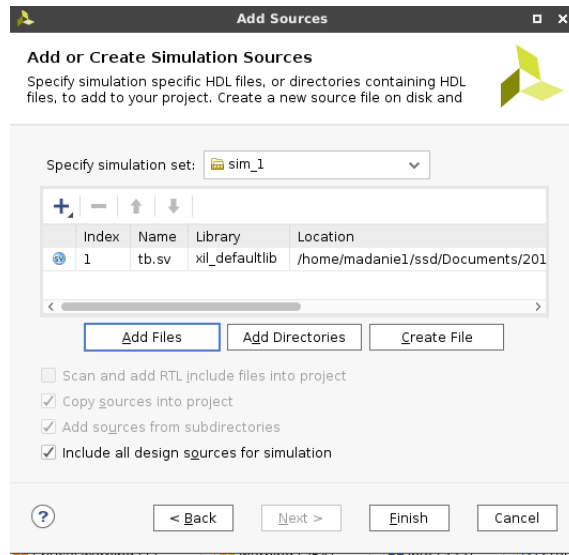 Add Sources
Add or Create Simulation Sources
Specify simulation specific HDL files, or directories containing HDL
files, to add to your project. Create a new source file on disk and
Specify simulation set: sim_1
Index Name Library Location
sv 1 tb.sv xil_defaultlib /home/madanie1/ssd/Documents/201
Add Files Add Directories Create File
Scan and add RTL include files into project
Copy sources into project
Add sources from subdirectories
Include all design sources for simulation
? < Back Next > Finish Cancel